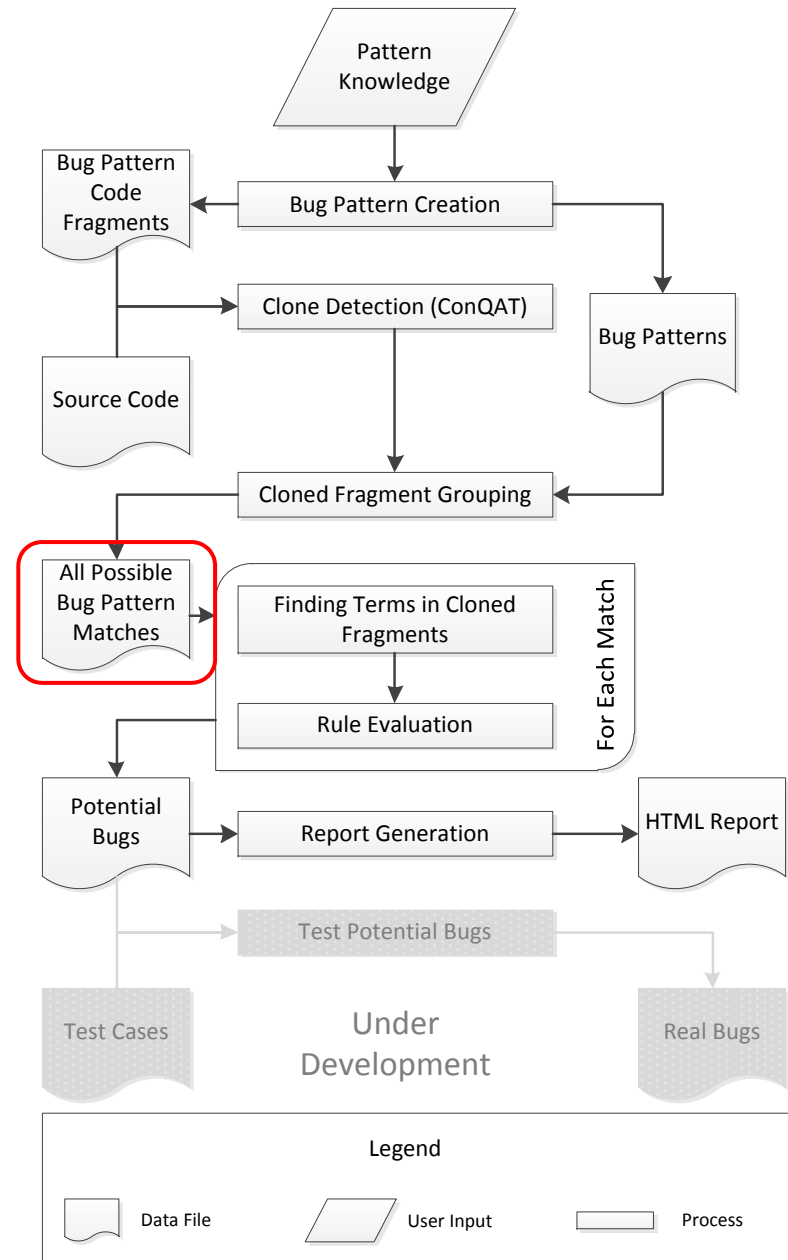 Pattern
Knowledge
Bug Pattern
Code
Fragments
Bug Pattern Creation
Clone Detection (ConQAT)
Bug Patterns
Source Code
Cloned Fragment Grouping
All Possible
Bug Pattern
Matches
Finding Terms in Cloned
Fragments
Rule Evaluation
For Each Match
Potential
Bugs
Report Generation
HTML Report
Test Potential Bugs
Test Cases
Under
Development
Real Bugs
Legend
Data File
User Input
Process